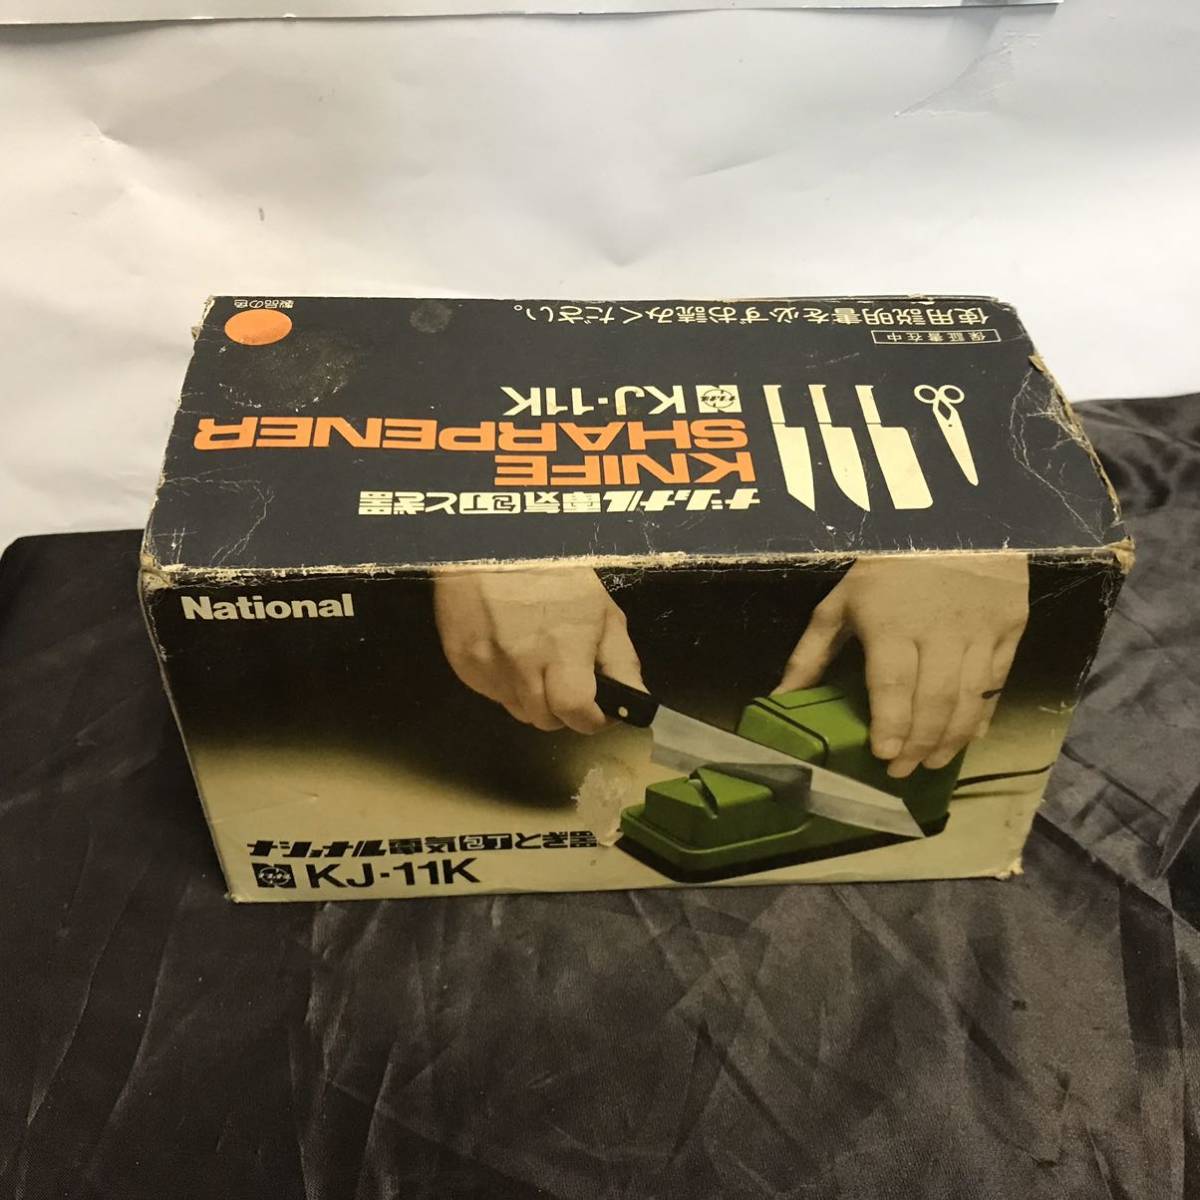 使用説明書を必ずお読みください。
保証書在中
製品の色
KJ-11K
KNIFE
SHARPENER
ナショナル電気包丁とぎ器
National
ナショナル電気包丁とぎ器
KJ-11K